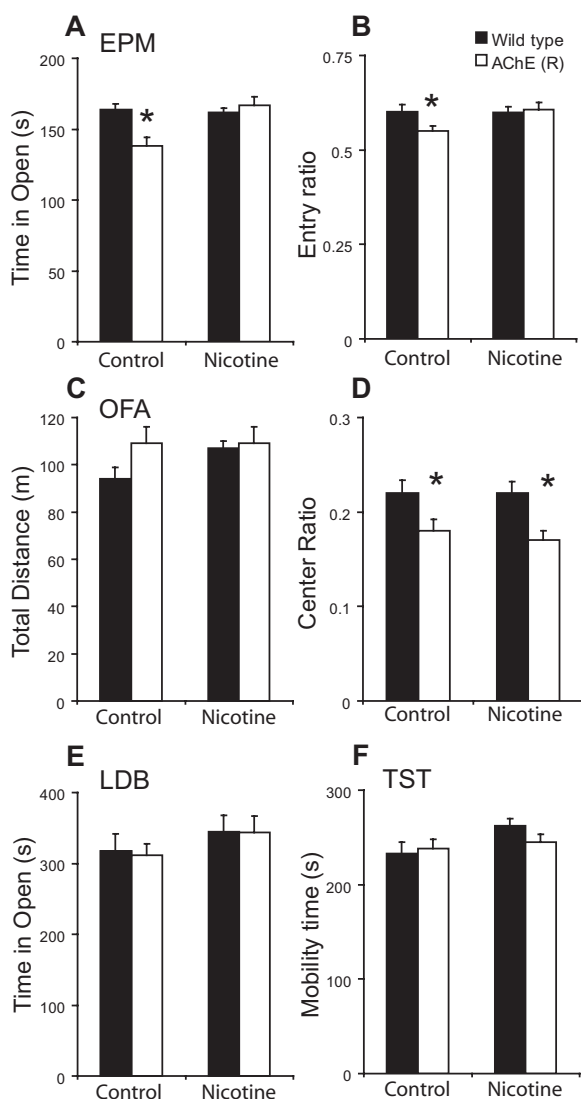 A
EPM
Time in Open (s)
200
150
100
50
0
Control
Nicotine
*
B
Wild type
AChE (R)
Entry ratio
0.75
0.5
0.25
0
Control
Nicotine
*
C
OFA
Total Distance (m)
120
100
80
60
40
20
0
Control
Nicotine
D
Center Ratio
0.3
0.2
0.1
0
Control
Nicotine
*
*
E
LDB
Time in Open (s)
400
300
200
100
0
Control
Nicotine
F
TST
Mobility time (s)
300
200
100
0
Control
Nicotine